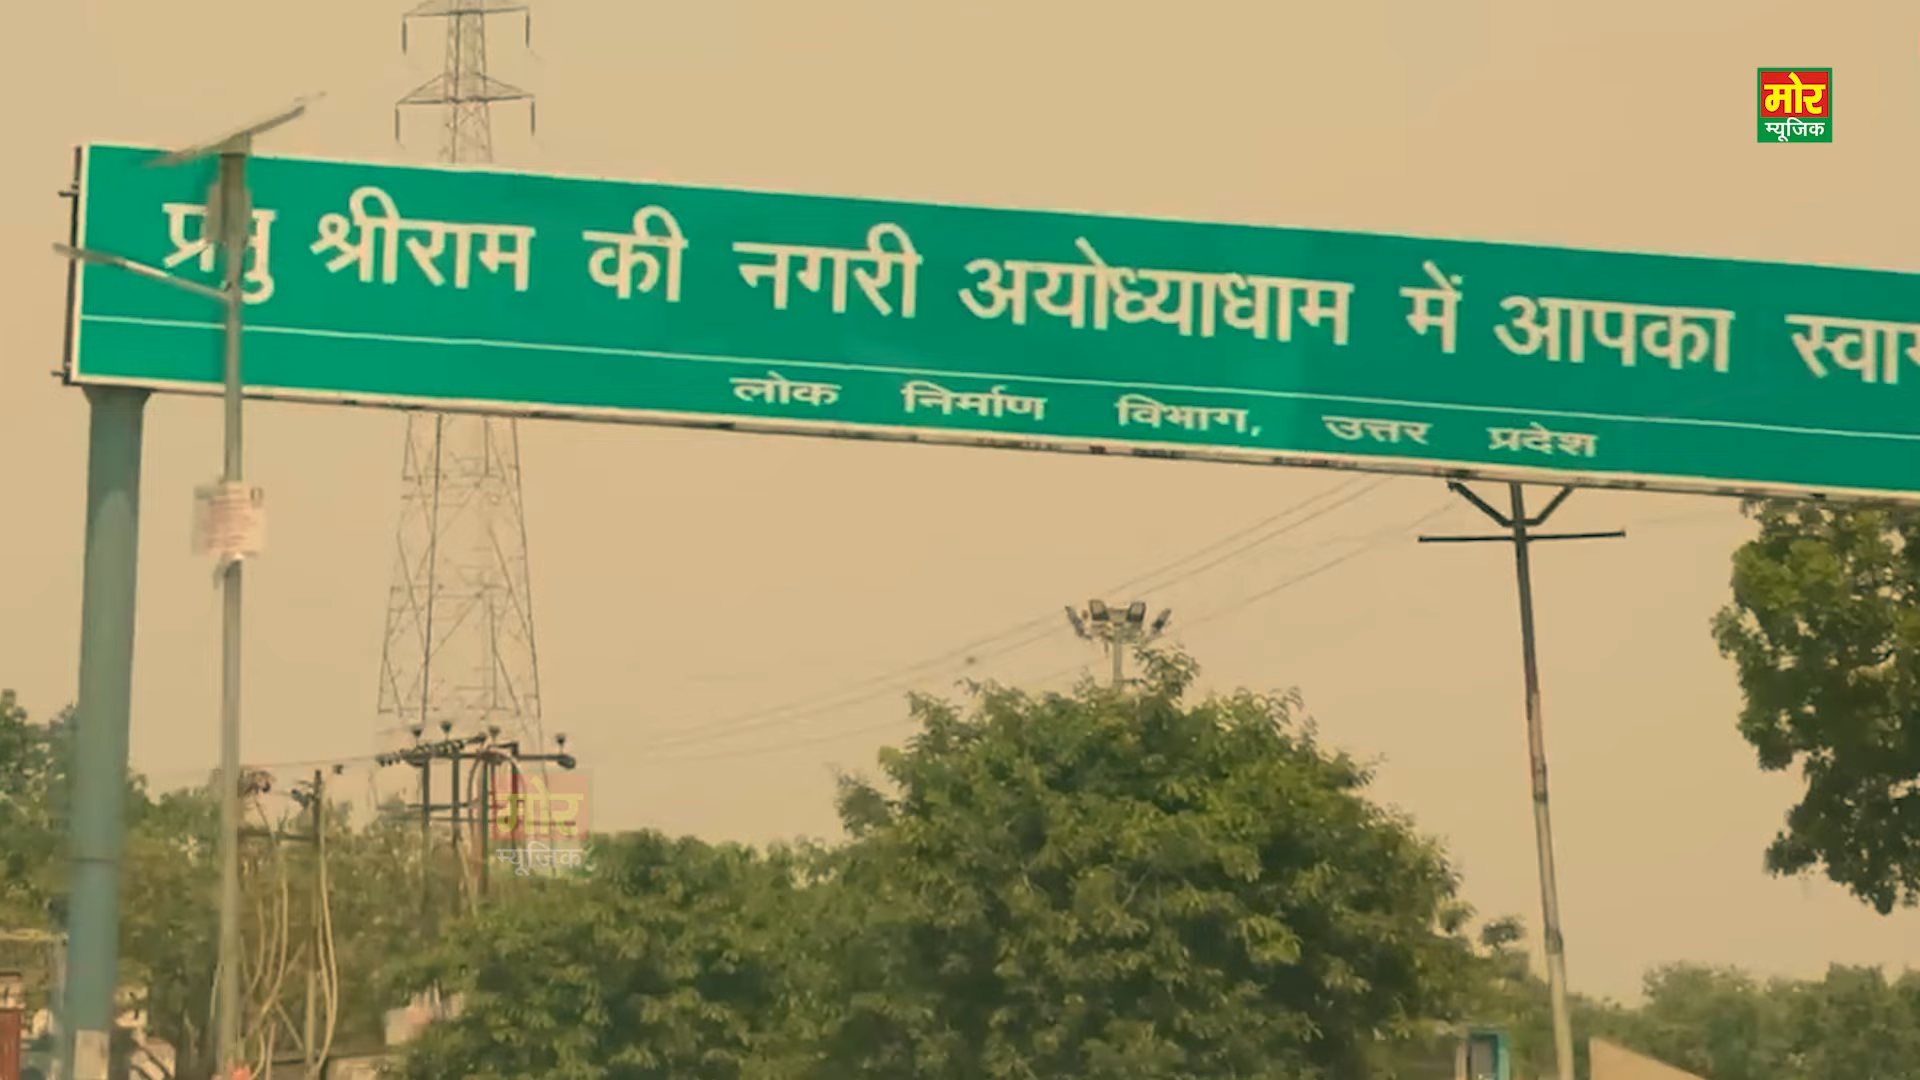 मोर
म्यूजिक
प्रभु श्रीराम की नगरी अयोध्याधाम में आपका
लोक निर्माण विभाग, उत्तर प्रदेश
मोर
म्यूजिक